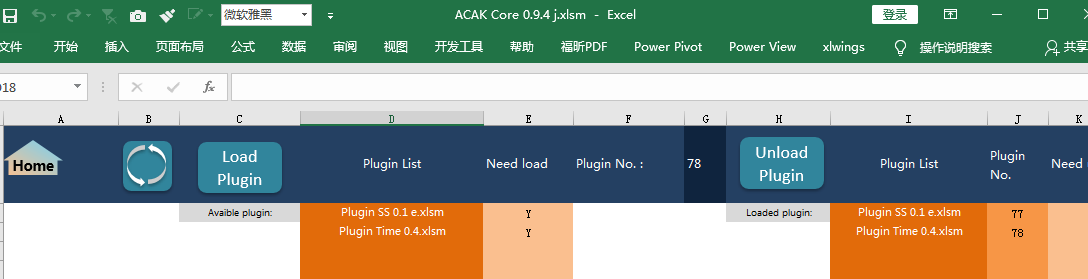 微软雅黑
ACAK Core 0.9.4 j.xlsm - Excel
登录
文件 开始 插入 页面布局 公式 数据 审阅 视图 开发工具 帮助 福昕PDF Power Pivot Power View xlwings 操作说明搜索 共享
D18 fx
A B C D E F G H I J K
Home Load Plugin Plugin List Need load Plugin No. : 78 Unload Plugin Plugin List Plugin No. Need
Avaible plugin: Plugin SS 0.1 e.xlsm Y Loaded plugin: Plugin SS 0.1 e.xlsm 77
Plugin Time 0.4.xlsm Y Plugin Time 0.4.xlsm 78